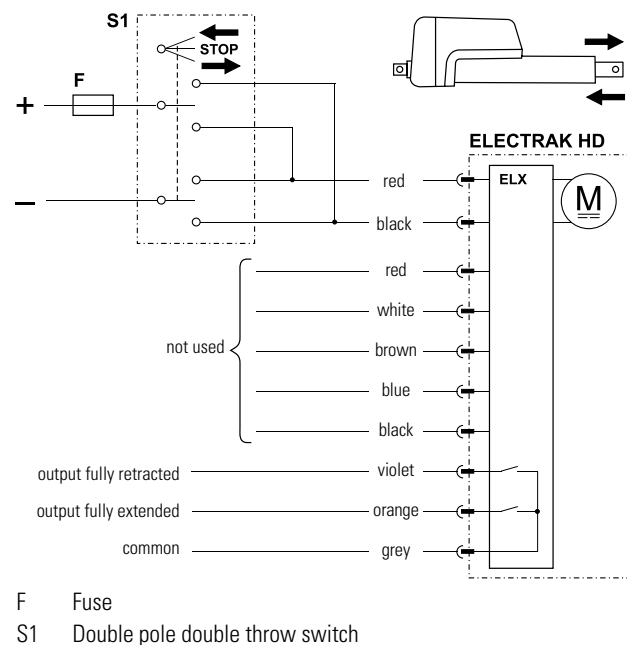 S1
STOP
F
+
–
ELECTRAK HD
ELX
M
red
black
red
white
not used
brown
blue
black
output fully retracted violet
output fully extended orange
common grey
F Fuse
S1 Double pole double throw switch